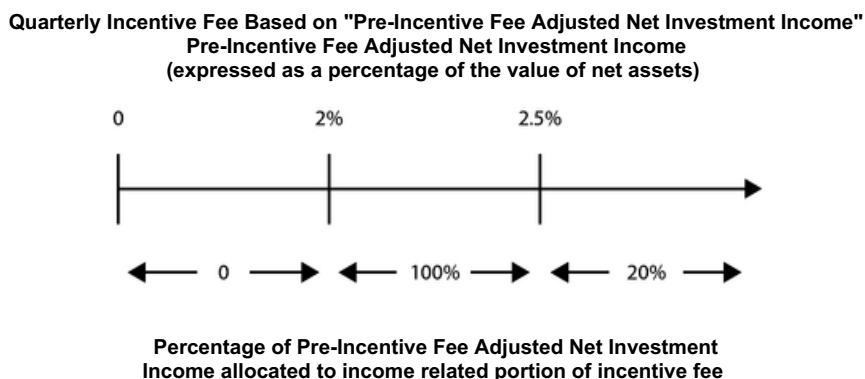 Quarterly Incentive Fee Based on "Pre-Incentive Fee Adjusted Net Investment Income"
Pre-Incentive Fee Adjusted Net Investment Income
(expressed as a percentage of the value of net assets)
0 2% 2.5%
0 100% 20%
Percentage of Pre-Incentive Fee Adjusted Net Investment
Income allocated to income related portion of incentive fee